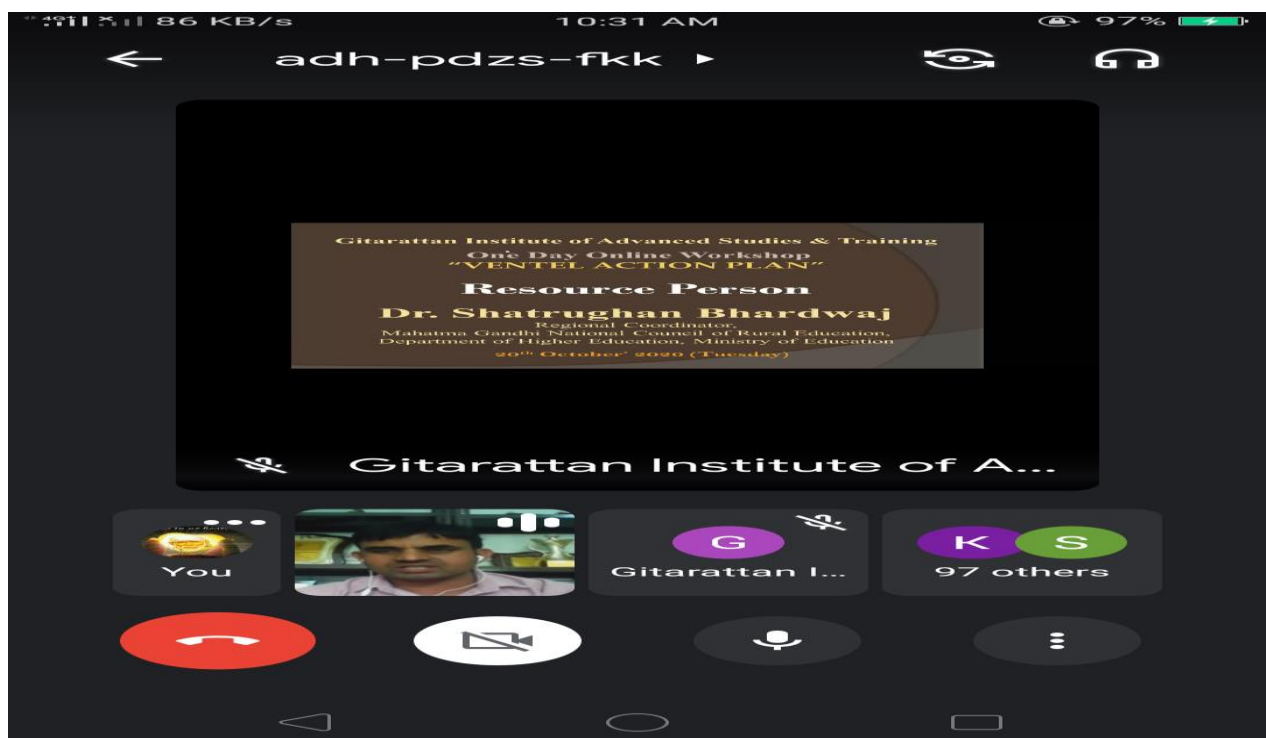 86 KB/s 10:31 AM 97%
adh-pdzs-fkk
Gitarattan Institute of Advanced Studies & Training
One Day Online Workshop
"VENTEL ACTION PLAN"
Resource Person
Dr. Shatrughan Bhardwaj
Regional Coordinator,
Mahatma Gandhi National Council of Rural Education,
Department of Higher Education, Ministry of Education
20th October' 2020 (Tuesday)
Gitarattan Institute of A...
You
G
Gitarattan I...
K S
97 others